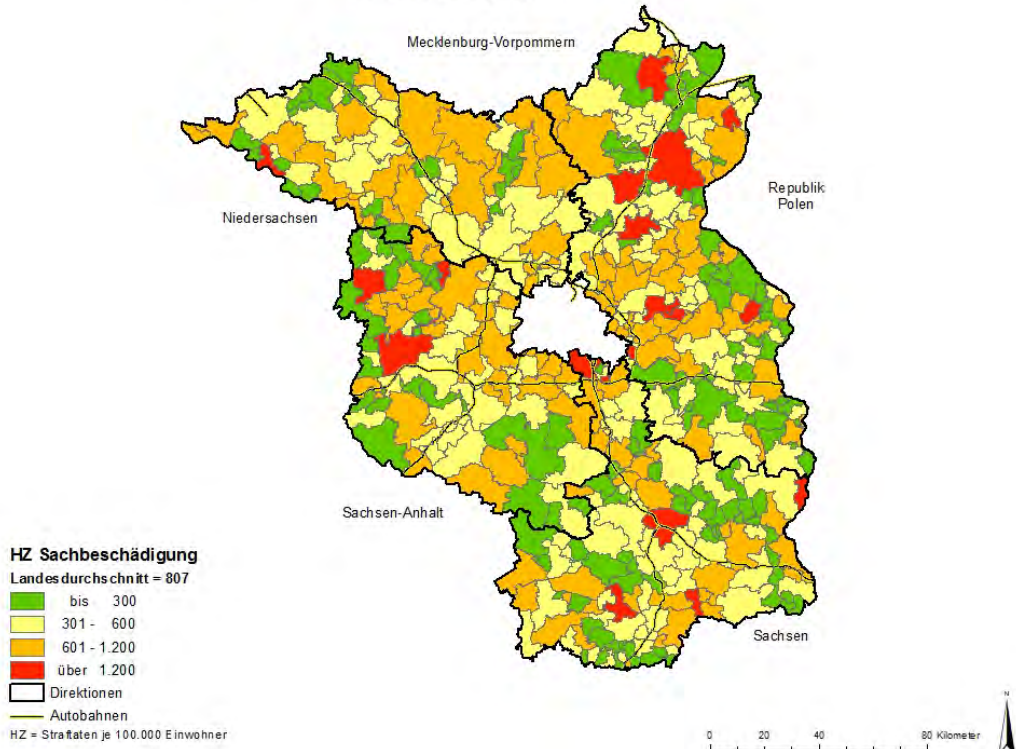 Mecklenburg-Vorpommern
Republik
Polen
Niedersachsen
Sachsen-Anhalt
Sachsen
HZ Sachbeschädigung
Landesdurchschnitt = 807
bis 300
301 - 600
601 - 1.200
über 1.200
Direktionen
Autobahnen
HZ = Straftaten je 100.000 Einwohner
0 20 40 60 80 Kilometer
N